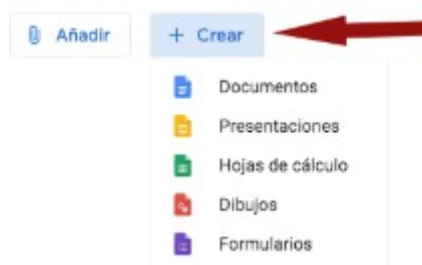 Añadir
+ Crear
Documentos
Presentaciones
Hojas de cálculo
Dibujos
Formularios